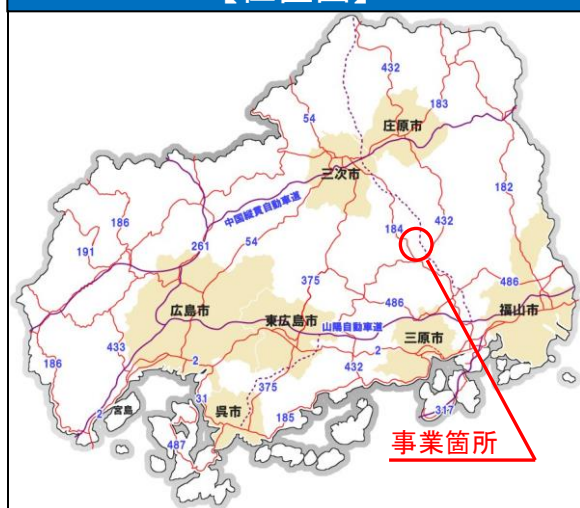 【位置図】
432
183
54
庄原市
三次市
182
中国縦貫自動車道
186
191
261
54
184
432
375
486
486
広島市
東広島市
山陽自動車道
福山市
三原市
433
2
2
186
432
31
375
2
宮島
呉市
185
317
487
事業箇所